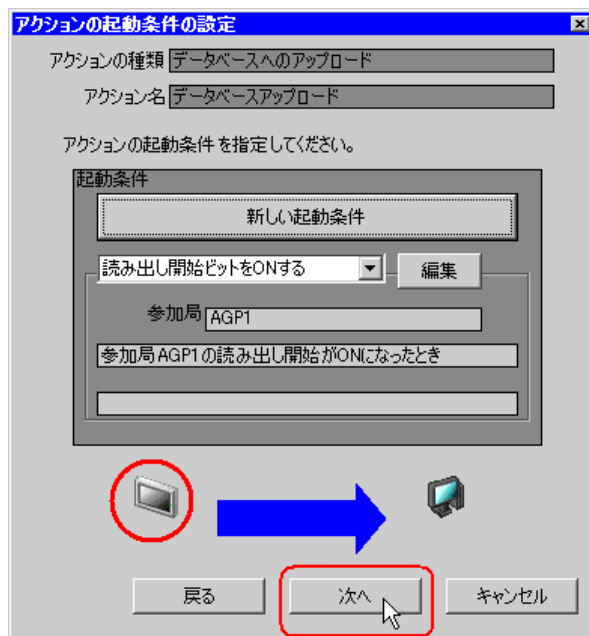 アクションの起動条件の設定
アクションの種類 データベースへのアップロード
アクション名 データベースアップロード
アクションの起動条件 を指定してください。
起動条件
新しい起動条件
読み出し開始ビットをONする 編集
参加局 AGP1
参加局 AGP1の読み出し開始がONになったとき
戻る 次へ キャンセル